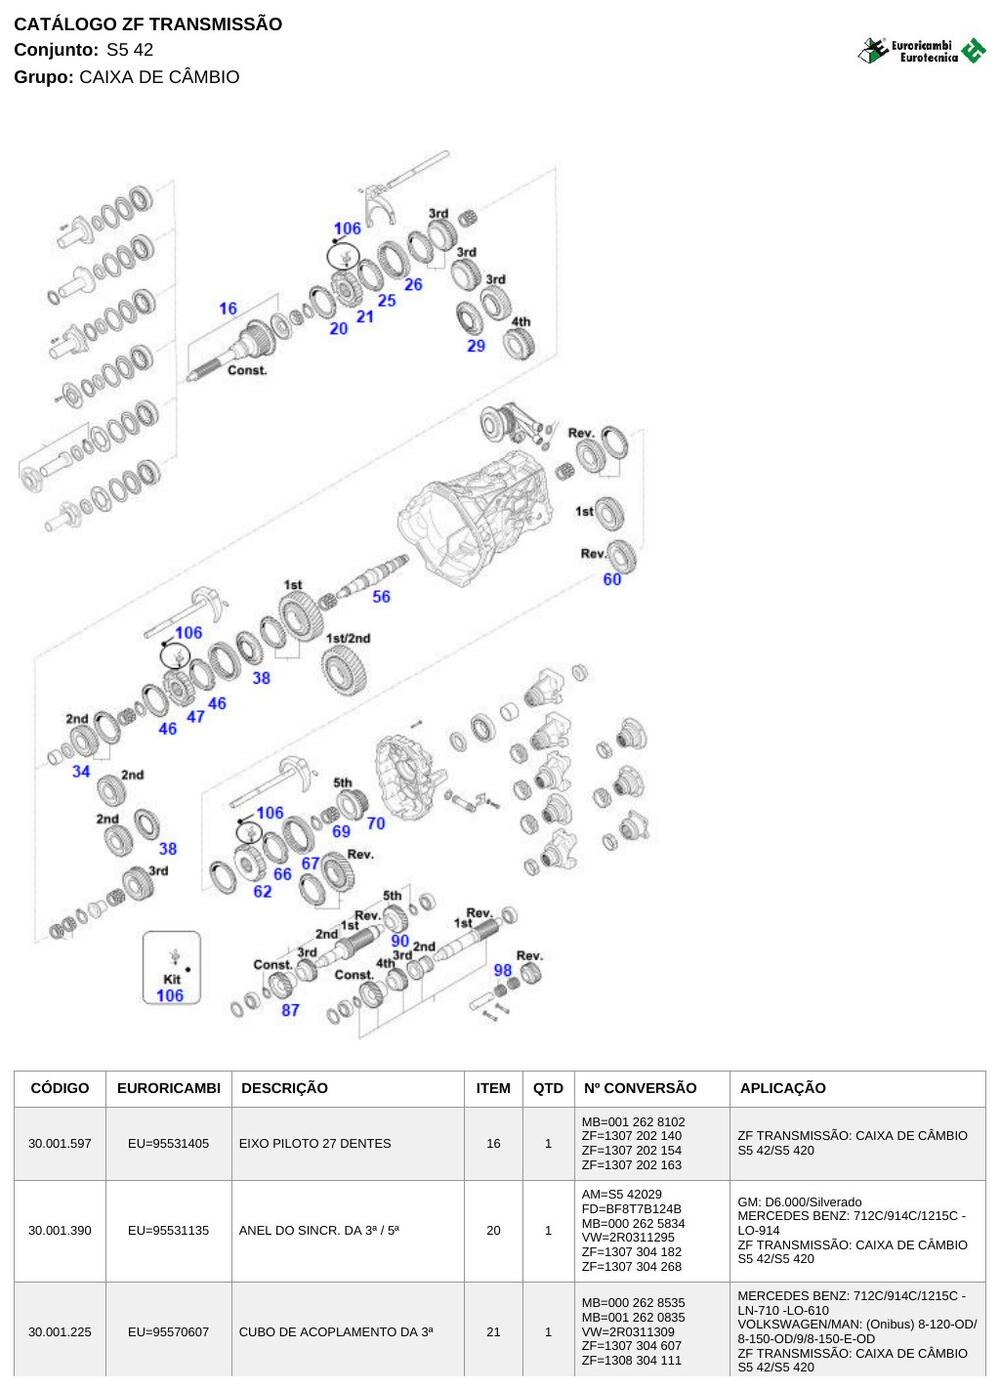 CATÁLOGO ZF TRANSMISSÃO
Conjunto: S5 42
Grupo: CAIXA DE CÂMBIO
Euroricambi
Eurotecnica
106
3rd
3rd
3rd
26
25
21
20
16
4th
29
Const.
Rev.
1st
Rev.
60
56
1st
106
1st/2nd
38
46
47
46
2nd
34
2nd
2nd
38
3rd
5th
106
70
69
67
66
62
Rev.
5th
Rev.
1st
2nd
3rd
Const.
90
87
Rev.
1st
2nd
3rd
4th
Const.
98
Rev.
Kit
106
CÓDIGO EURORICAMBI DESCRIÇÃO ITEM QTD Nº CONVERSÃO APLICAÇÃO
30.001.597 EU=95531405 EIXO PILOTO 27 DENTES 16 1
MB=001 262 8102
ZF=1307 202 140
ZF=1307 202 154
ZF=1307 202 163
ZF TRANSMISSÃO: CAIXA DE CÂMBIO
S5 42/S5 420
30.001.390 EU=95531135 ANEL DO SINCR. DA 3ª / 5ª 20 1
AM=S5 42029
FD=BF8T7B124B
MB=000 262 5834
VW=2R0311295
ZF=1307 304 182
ZF=1307 304 268
GM: D6.000/Silverado
MERCEDES BENZ: 712C/914C/1215C -
LO-914
ZF TRANSMISSÃO: CAIXA DE CÂMBIO
S5 42/S5 420
30.001.225 EU=95570607 CUBO DE ACOPLAMENTO DA 3ª 21 1
MB=000 262 8535
MB=001 262 0835
VW=2R0311309
ZF=1307 304 607
ZF=1308 304 111
MERCEDES BENZ: 712C/914C/1215C -
LN-710 -LO-610
VOLKSWAGEN/MAN: (Onibus) 8-120-OD/
8-150-OD/9/8-150-E-OD
ZF TRANSMISSÃO: CAIXA DE CÂMBIO
S5 42/S5 420